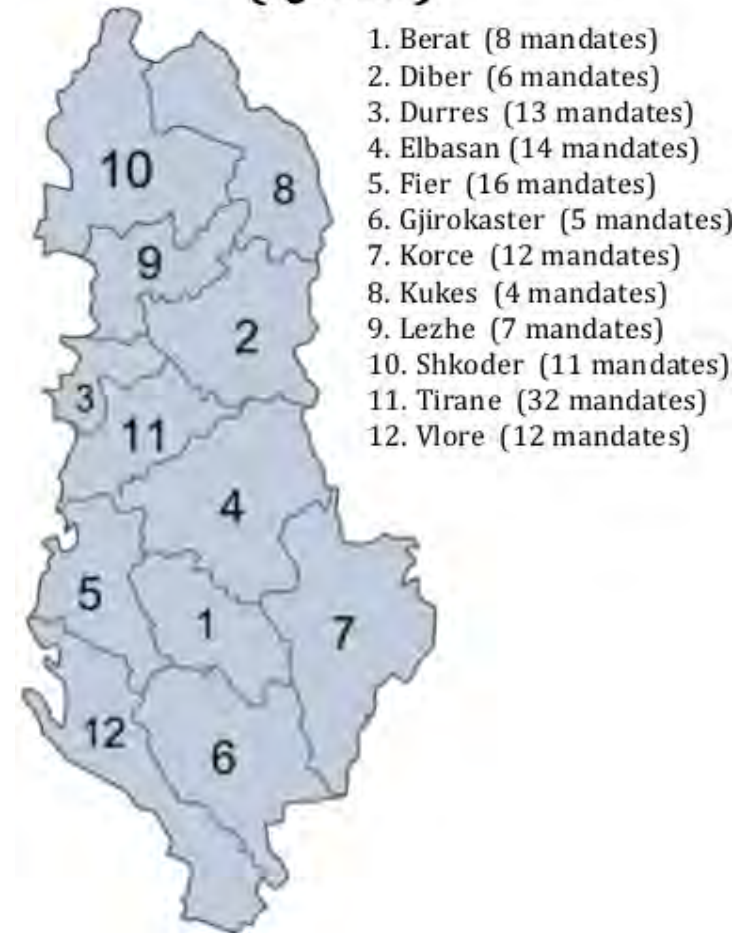 1. Berat (8 mandates)
2. Diber (6 mandates)
3. Durres (13 mandates)
4. Elbasan (14 mandates)
5. Fier (16 mandates)
6. Gjirokaster (5 mandates)
7. Korce (12 mandates)
8. Kukes (4 mandates)
9. Lezhe (7 mandates)
10. Shkoder (11 mandates)
11. Tirane (32 mandates)
12. Vlore (12 mandates)
10
8
9
2
3
11
4
5
1
7
12
6